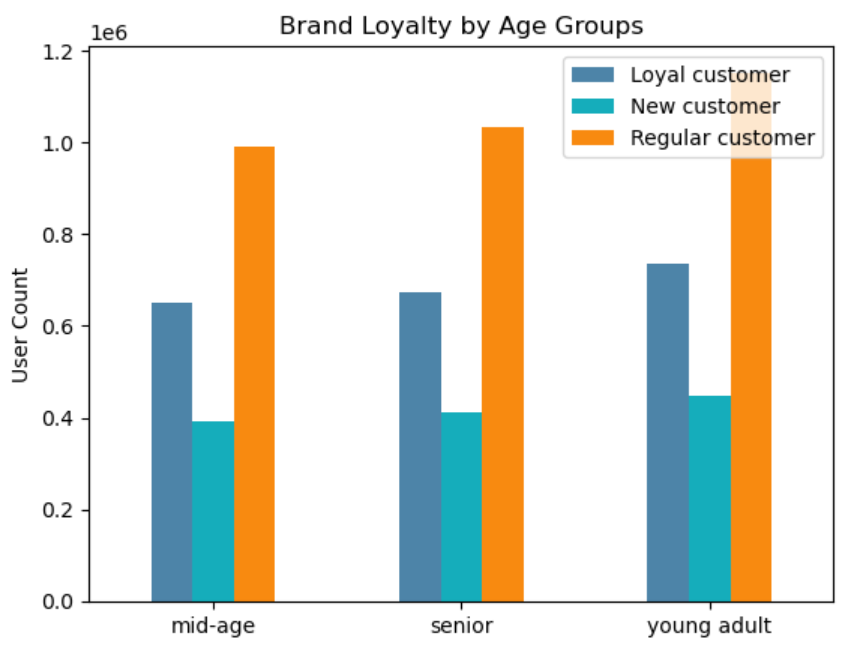 Brand Loyalty by Age Groups
1e6
1.2
1.0
0.8
0.6
0.4
0.2
0.0
User Count
Loyal customer
New customer
Regular customer
mid-age
senior
young adult